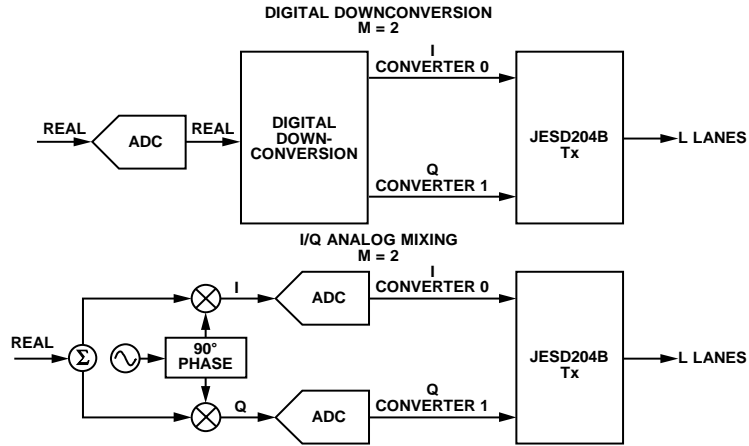 DIGITAL DOWNCONVERSION
M = 2
I
CONVERTER 0
REAL
ADC
REAL
DIGITAL
DOWN-
CONVERSION
Q
CONVERTER 1
JESD204B
Tx
L LANES
I/Q ANALOG MIXING
M = 2
REAL
Σ
I
90°
PHASE
Q
ADC
I
CONVERTER 0
ADC
Q
CONVERTER 1
JESD204B
Tx
L LANES